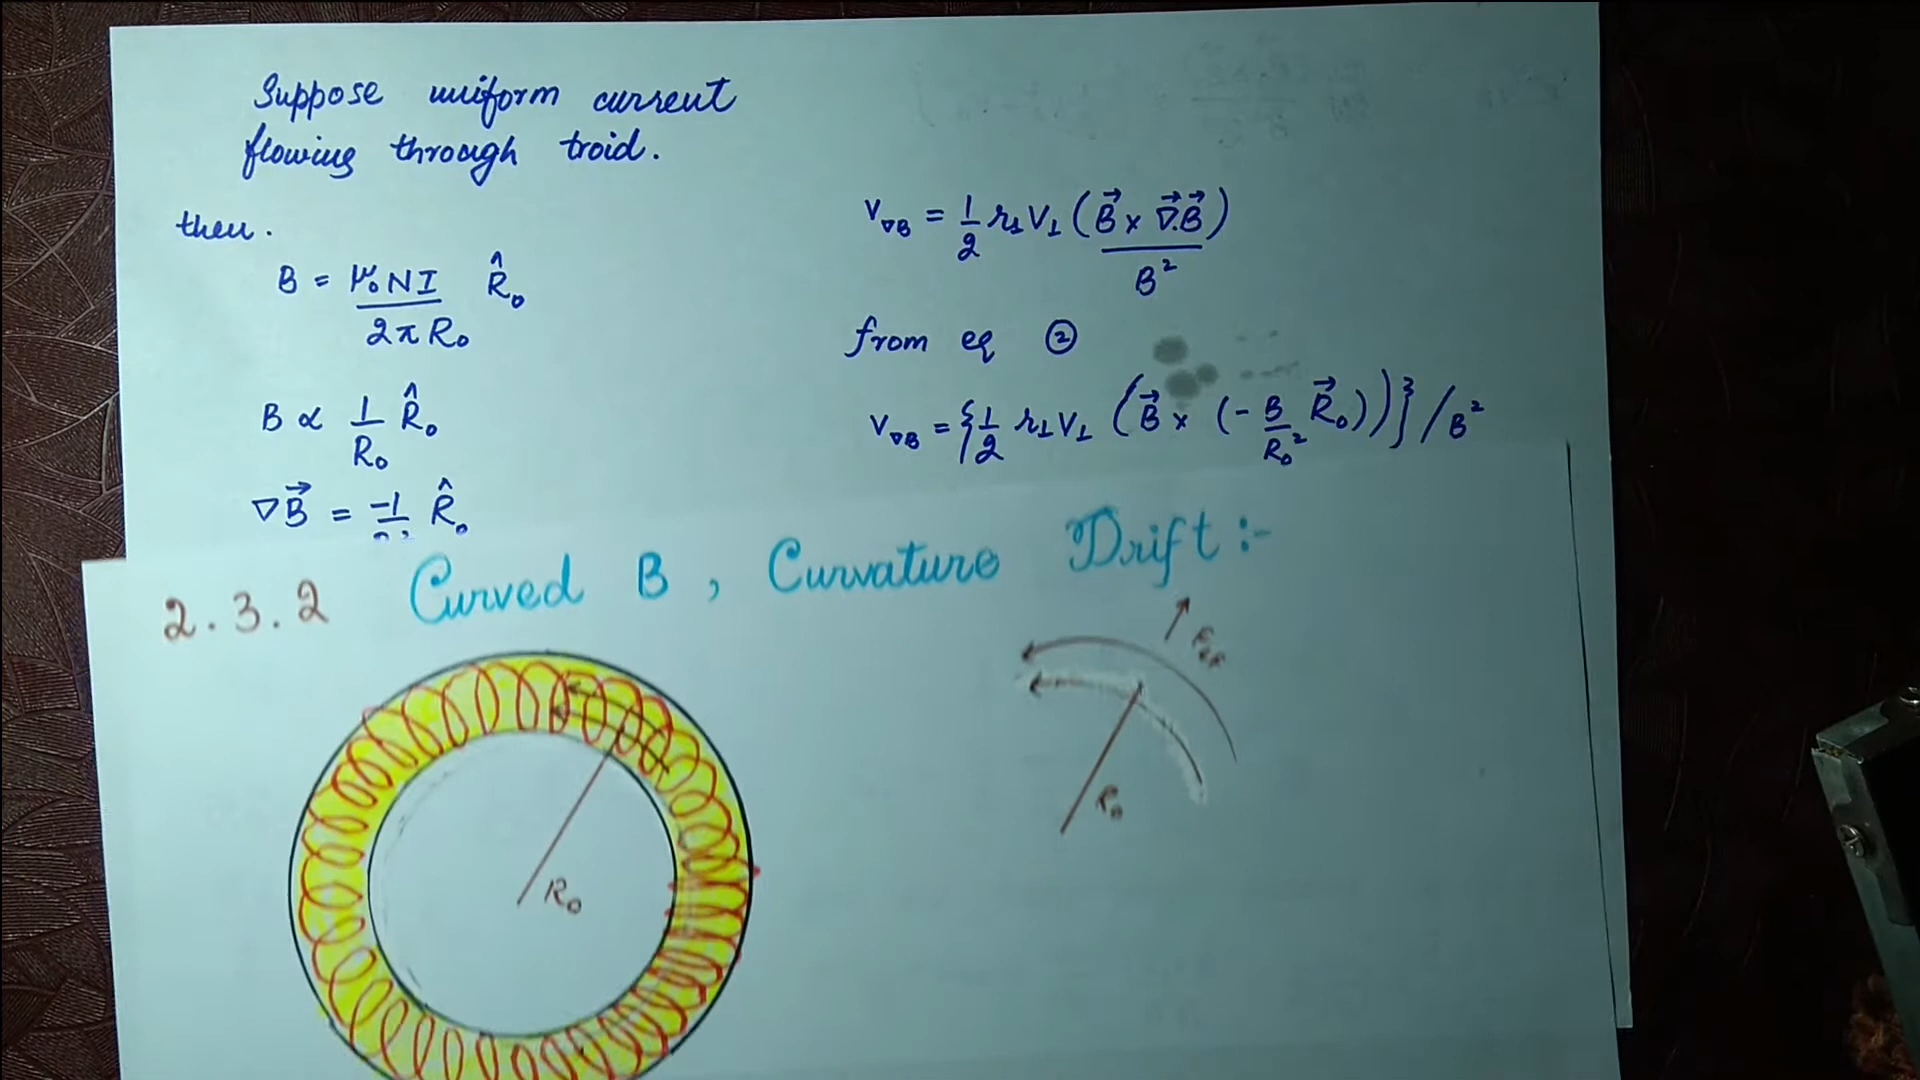 Suppose uniform current
flowing through troid.
then.
B = μ₀NI / 2πR₀ R̂₀
B ∝ 1/R₀ R̂₀
∇B⃗ = -1/ R̂₀
V∇B = 1/2 r⊥V⊥ (B⃗ × ∇⃗.B⃗) / B²
from eq ②
V∇B = {1/2 r⊥V⊥ (B⃗ × (- B/R₀² R⃗₀))} / B²
2.3.2 Curved B, Curvature Drift :-
R₀
F
R₀